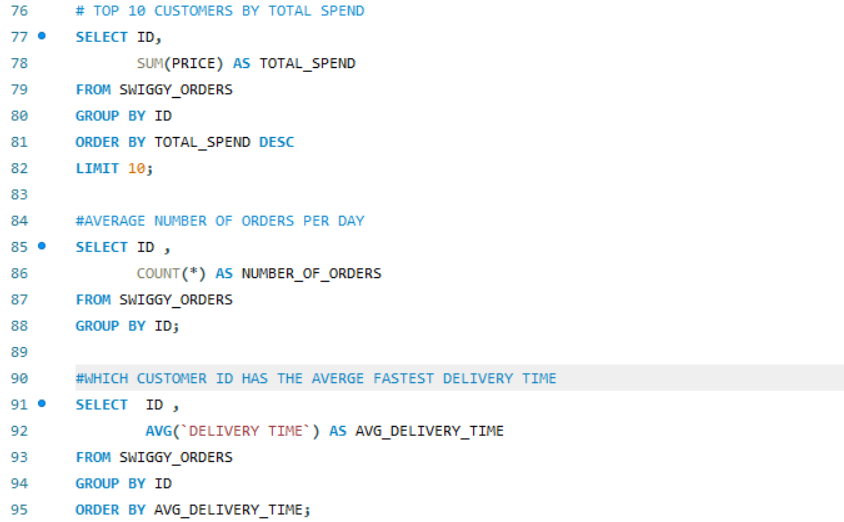 76 # TOP 10 CUSTOMERS BY TOTAL SPEND
77 SELECT ID,
78 SUM(PRICE) AS TOTAL_SPEND
79 FROM SWIGGY_ORDERS
80 GROUP BY ID
81 ORDER BY TOTAL_SPEND DESC
82 LIMIT 10;
83
84 #AVERAGE NUMBER OF ORDERS PER DAY
85 SELECT ID ,
86 COUNT(*) AS NUMBER_OF_ORDERS
87 FROM SWIGGY_ORDERS
88 GROUP BY ID;
89
90 #WHICH CUSTOMER ID HAS THE AVERGE FASTEST DELIVERY TIME
91 SELECT ID ,
92 AVG(`DELIVERY TIME`) AS AVG_DELIVERY_TIME
93 FROM SWIGGY_ORDERS
94 GROUP BY ID
95 ORDER BY AVG_DELIVERY_TIME;